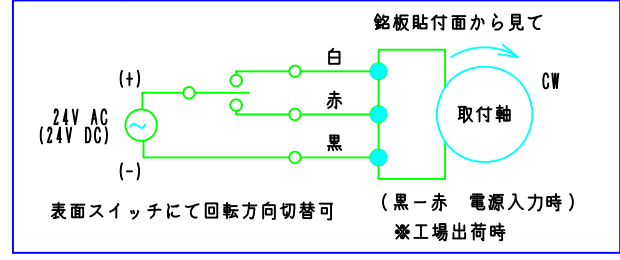 銘板貼付面から見て
白
(+)
CW
赤
24V AC
(24V DC)
取付軸
黒
(-)
(黒−赤 電源入力時)
表面スイッチにて回転方向切替可
※工場出荷時